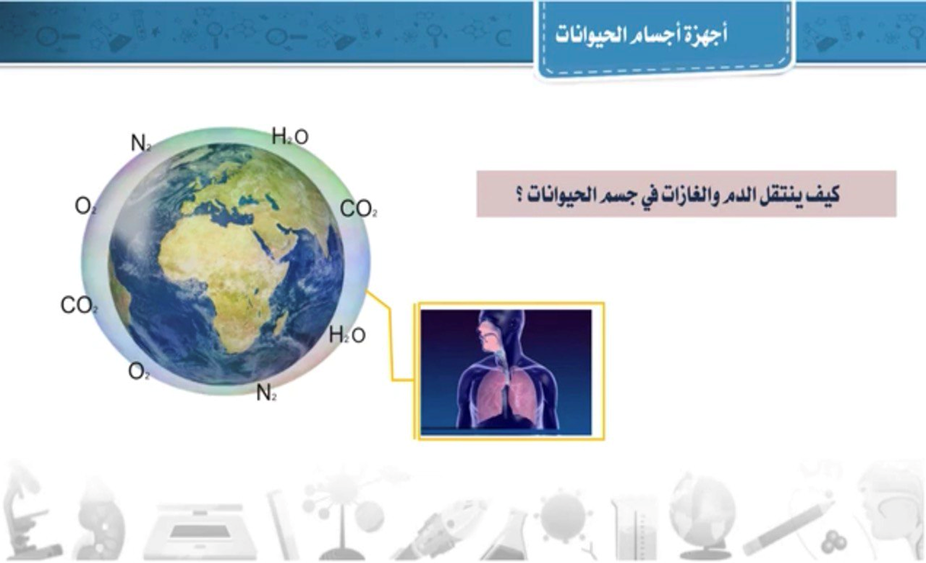 أجهزة أجسام الحيوانات
كيف ينتقل الدم والغازات في جسم الحيوانات ؟
N₂
H₂O
O₂
CO₂
CO₂
H₂O
O₂
N₂